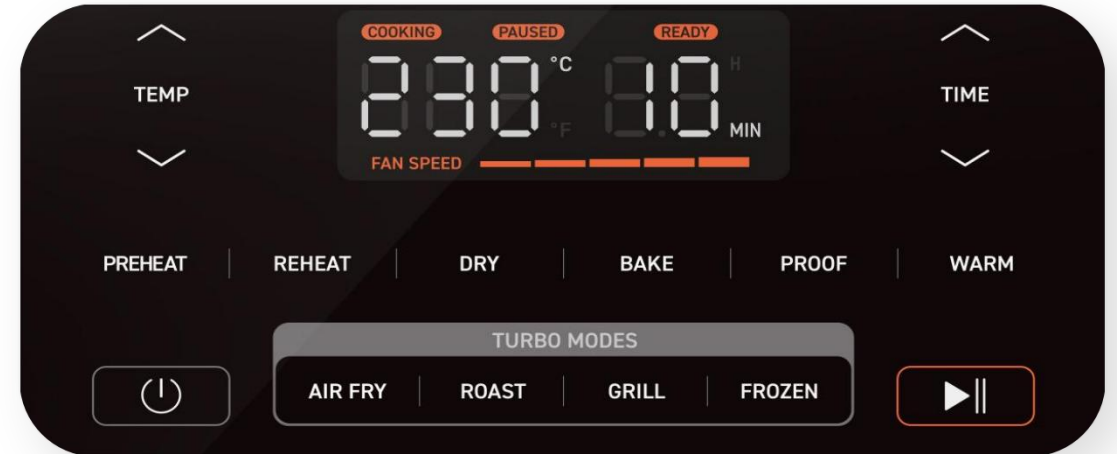 COOKING PAUSED READY
TEMP 230 °C °F 10 H MIN TIME
FAN SPEED
PREHEAT REHEAT DRY BAKE PROOF WARM
TURBO MODES
AIR FRY ROAST GRILL FROZEN